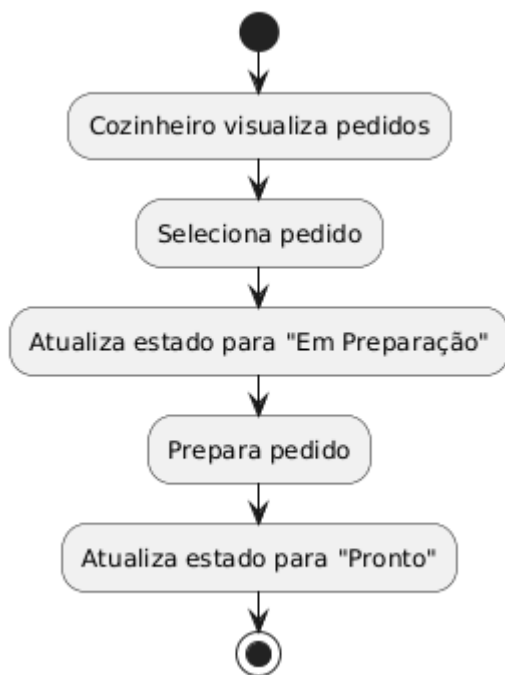 Cozinheiro visualiza pedidos
Seleciona pedido
Atualiza estado para "Em Preparação"
Prepara pedido
Atualiza estado para "Pronto"